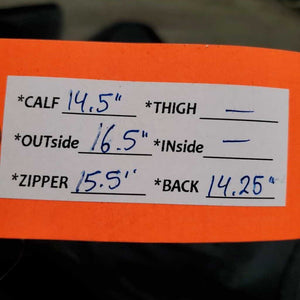 *CALF 14.5" *THIGH —
*OUTside 16.5" *INside —
*ZIPPER 15.5" *BACK 14.25"